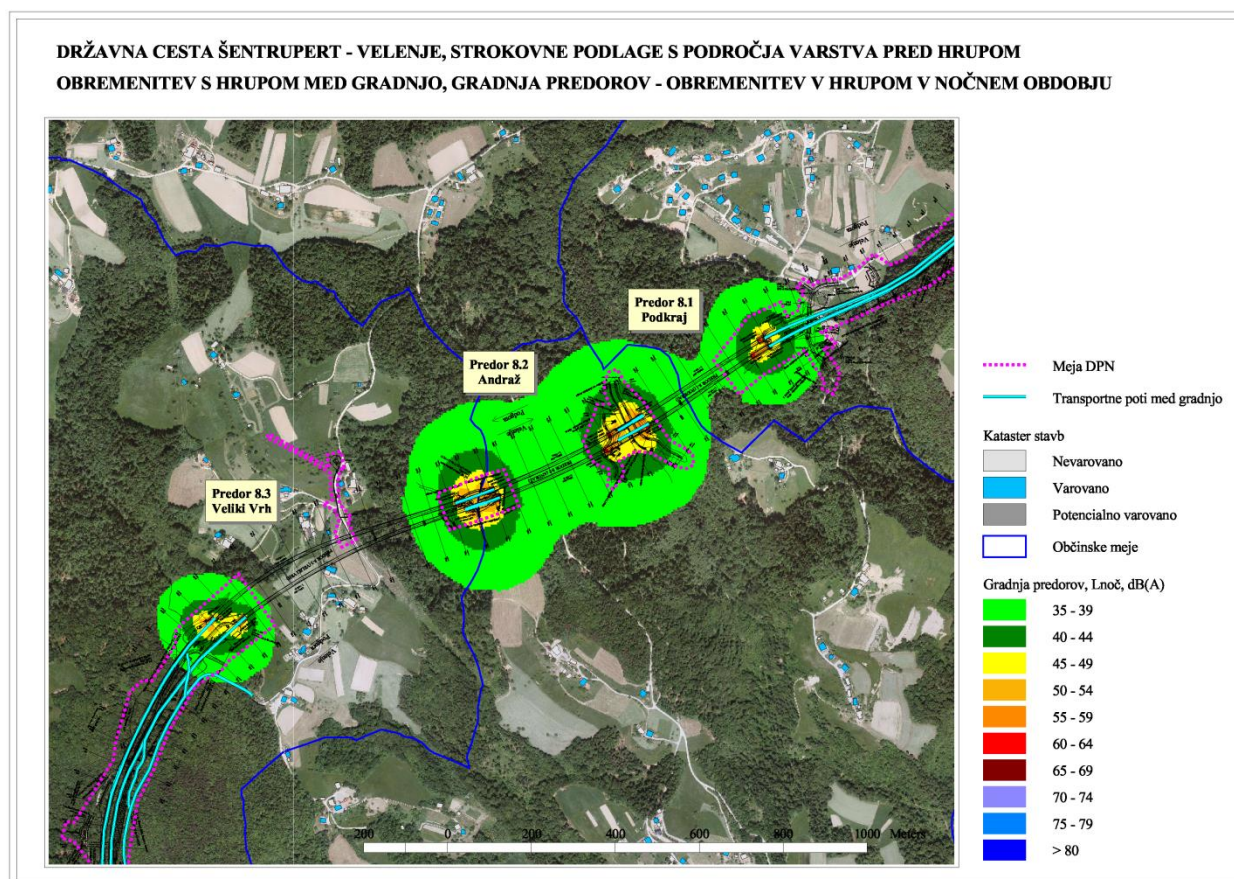 DRŽAVNA CESTA ŠENTRUPERT - VELENJE, STROKOVNE PODLAGE S PODROČJA VARSTVA PRED HRUPOM
OBREMENITEV S HRUPOM MED GRADNJO, GRADNJA PREDOROV - OBREMENITEV V HRUPOM V NOČNEM OBDOBJU
Predor 8.1
Podkraj
Predor 8.2
Andraž
Predor 8.3
Veliki Vrh
200
0
200
400
600
800
1000 Meters
Meja DPN
Transportne poti med gradnjo
Kataster stavb
Nevarovano
Varovano
Potencialno varovano
Občinske meje
Gradnja predorov, Lnoč, dB(A)
35 - 39
40 - 44
45 - 49
50 - 54
55 - 59
60 - 64
65 - 69
70 - 74
75 - 79
> 80